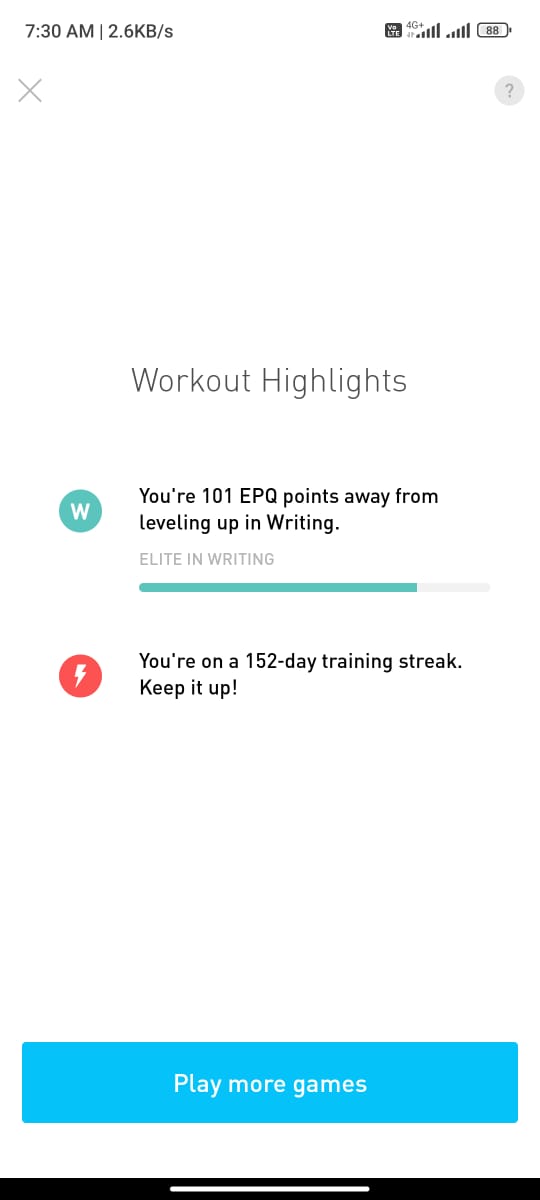 7:30 AM | 2.6KB/s
Vo LTE 4G+ 88
?
Workout Highlights
W
You're 101 EPQ points away from
leveling up in Writing.
ELITE IN WRITING
You're on a 152-day training streak.
Keep it up!
Play more games